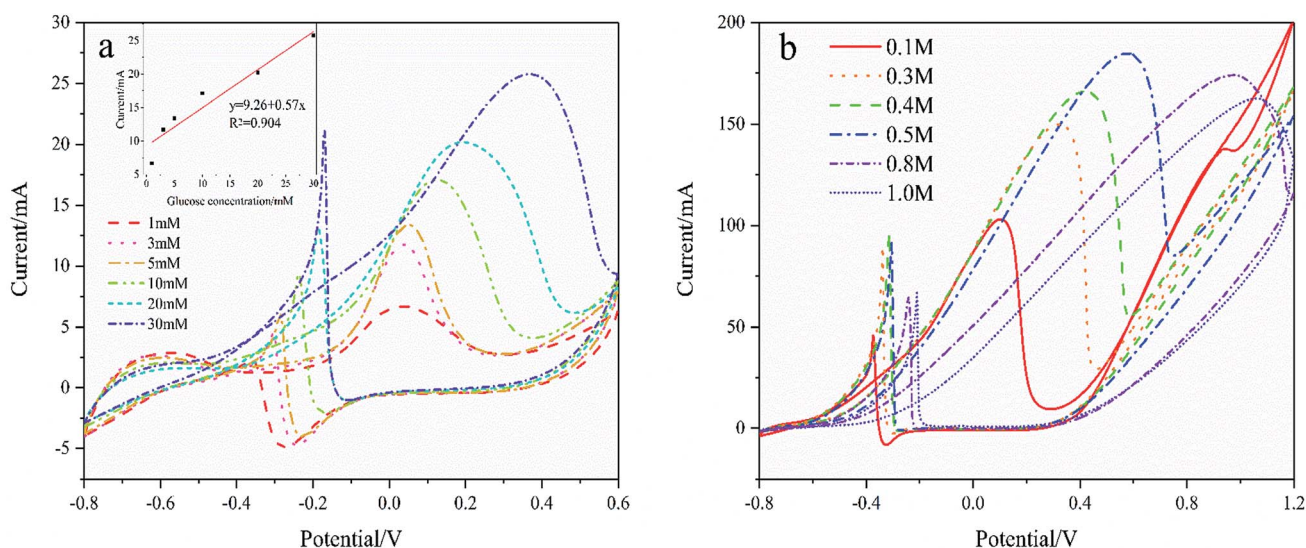 a
30
25
20
15
10
5
0
-5
Current/mA
-0.8
-0.6
-0.4
-0.2
0.0
0.2
0.4
0.6
Potential/V
25
20
15
10
5
Current/mA
0
5
10
20
30
Glucose concentration/mM
y=9.26+0.57x
R²=0.904
1mM
3mM
5mM
10mM
20mM
30mM
b
200
150
100
50
0
-50
Current/mA
-0.8
-0.4
0.0
0.4
0.8
1.2
Potential/V
0.1M
0.3M
0.4M
0.5M
0.8M
1.0M